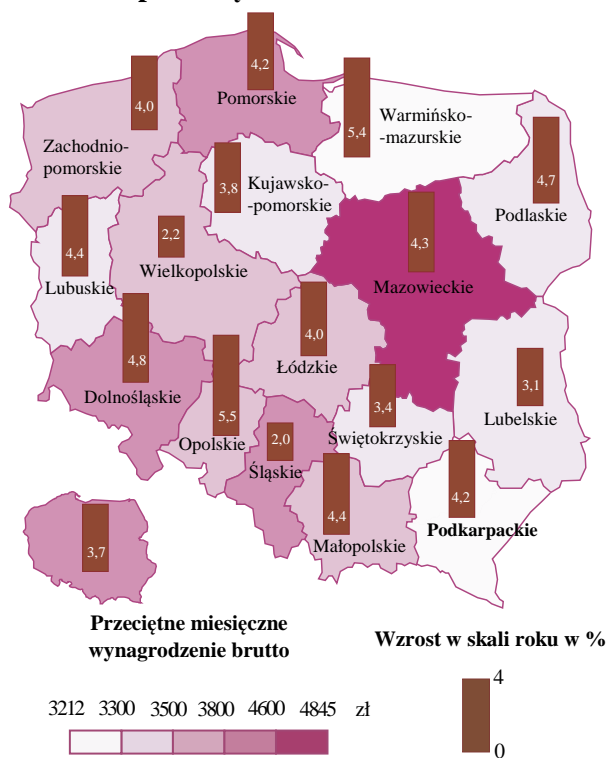 4,2
Pomorskie
4,0
5,4
Warmińsko-
-mazurskie
Zachodnio-
pomorskie
3,8
Kujawsko-
-pomorskie
4,7
Podlaskie
4,4
Lubuskie
2,2
Wielkopolskie
4,3
Mazowieckie
4,8
Dolnośląskie
4,0
Łódzkie
5,5
Opolskie
2,0
Śląskie
3,4
Świętokrzyskie
3,1
Lubelskie
4,4
Małopolskie
4,2
Podkarpackie
3,7
Przeciętne miesięczne
wynagrodzenie brutto
3212 3300 3500 3800 4600 4845 zł
Wzrost w skali roku w %
4
0